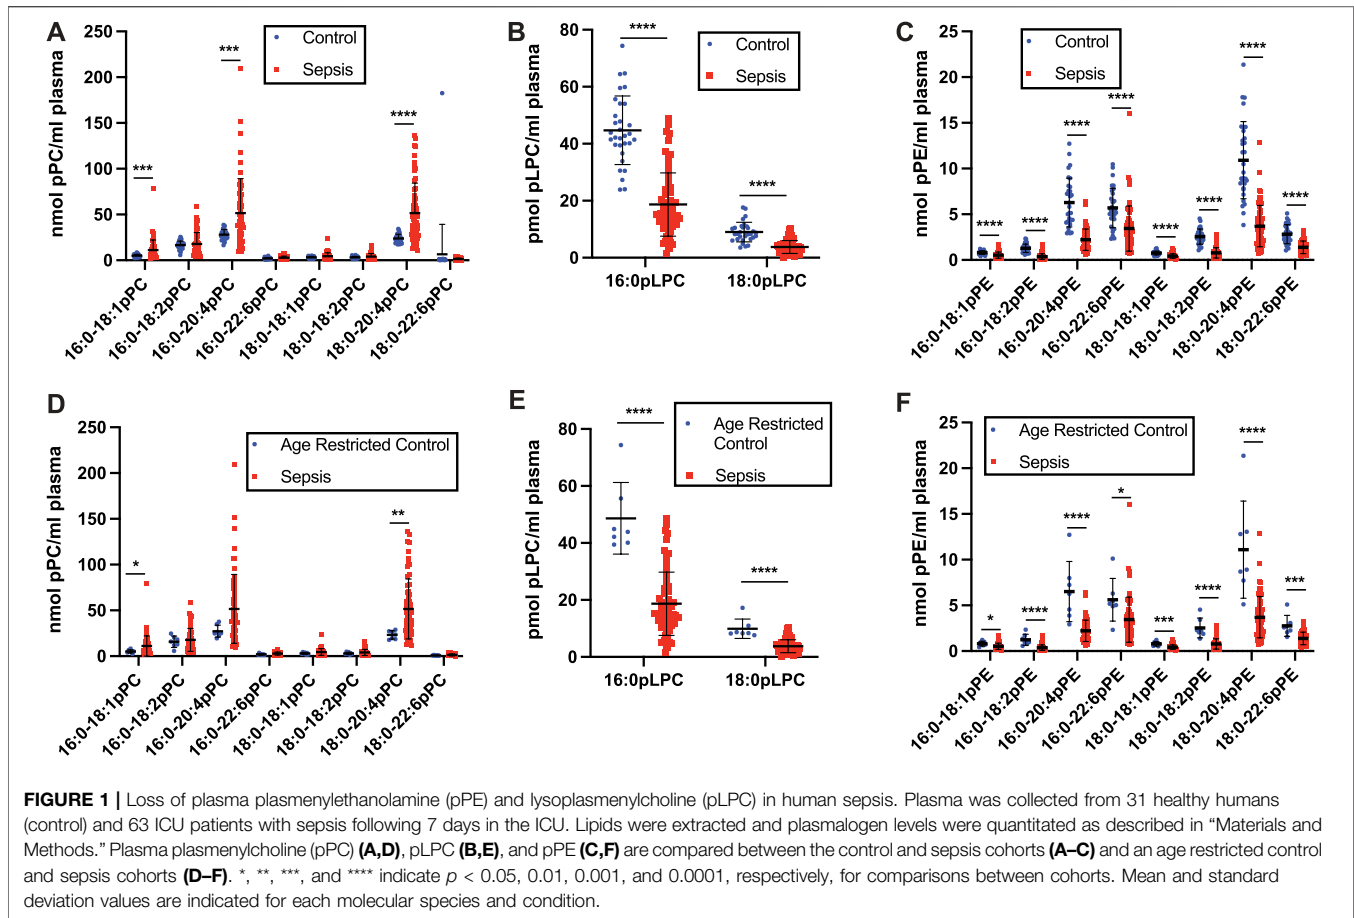 A
nmol pPC/ml plasma
250
200
150
100
50
0
Control
Sepsis
***
***
****
16:0-18:1pPC
16:0-18:2pPC
16:0-20:4pPC
16:0-22:6pPC
18:0-18:1pPC
18:0-18:2pPC
18:0-20:4pPC
18:0-22:6pPC
B
pmol pLPC/ml plasma
80
60
40
20
0
Control
Sepsis
****
****
16:0pLPC
18:0pLPC
C
nmol pPE/ml plasma
25
20
15
10
5
0
Control
Sepsis
****
****
****
****
****
****
****
****
16:0-18:1pPE
16:0-18:2pPE
16:0-20:4pPE
16:0-22:6pPE
18:0-18:1pPE
18:0-18:2pPE
18:0-20:4pPE
18:0-22:6pPE
D
nmol pPC/ml plasma
250
200
150
100
50
0
Age Restricted Control
Sepsis
*
**
16:0-18:1pPC
16:0-18:2pPC
16:0-20:4pPC
16:0-22:6pPC
18:0-18:1pPC
18:0-18:2pPC
18:0-20:4pPC
18:0-22:6pPC
E
pmol pLPC/ml plasma
80
60
40
20
0
Age Restricted
Control
Sepsis
****
****
16:0pLPC
18:0pLPC
F
nmol pPE/ml plasma
25
20
15
10
5
0
Age Restricted Control
Sepsis
*
****
****
*
***
****
****
***
16:0-18:1pPE
16:0-18:2pPE
16:0-20:4pPE
16:0-22:6pPE
18:0-18:1pPE
18:0-18:2pPE
18:0-20:4pPE
18:0-22:6pPE
FIGURE 1 | Loss of plasma plasmenylethanolamine (pPE) and lysoplasmenylcholine (pLPC) in human sepsis. Plasma was collected from 31 healthy humans
(control) and 63 ICU patients with sepsis following 7 days in the ICU. Lipids were extracted and plasmalogen levels were quantitated as described in “Materials and
Methods.” Plasma plasmenylcholine (pPC) (A,D), pLPC (B,E), and pPE (C,F) are compared between the control and sepsis cohorts (A–C) and an age restricted control
and sepsis cohorts (D–F). *, **, ***, and **** indicate p < 0.05, 0.01, 0.001, and 0.0001, respectively, for comparisons between cohorts. Mean and standard
deviation values are indicated for each molecular species and condition.